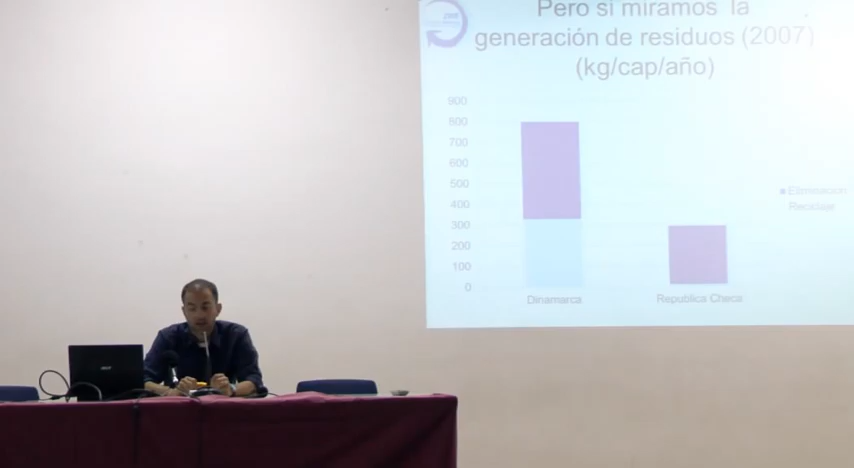 Pero si miramos la
generación de residuos (2007)
(kg/cap/año)
900
800
700
600
500
400
300
200
100
0
Dinamarca
Republica Checa
Eliminación
Reciclaje
acer